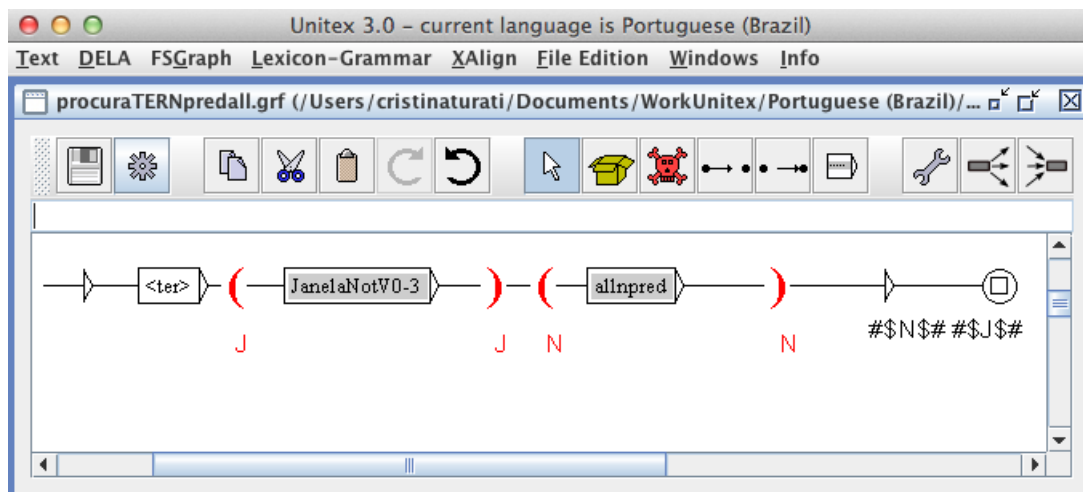 Unitex 3.0 – current language is Portuguese (Brazil)
Text DELA FSGraph Lexicon-Grammar XAlign File Edition Windows Info
procuraTERNpredall.grf (/Users/cristinaturati/Documents/WorkUnitex/Portuguese (Brazil)/...
<ter> ( JanelaNotV0-3 ) ( allnpred )
J J N N #$N$# #$J$#